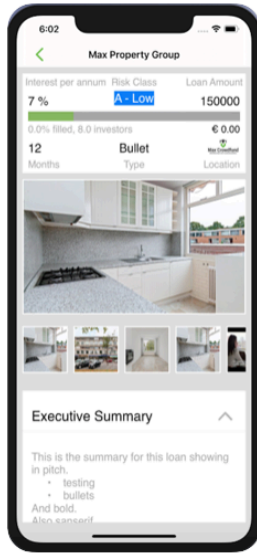 6:02
Max Property Group
Interest per annum Risk Class Loan Amount
7 % A - Low 150000
0.0% filled, 8.0 investors € 0.00
12 Bullet Max Crowdfund
Months Type Location
Executive Summary
This is the summary for this loan showing
in pitch.
• testing
• bullets
And bold.
Also sanserif